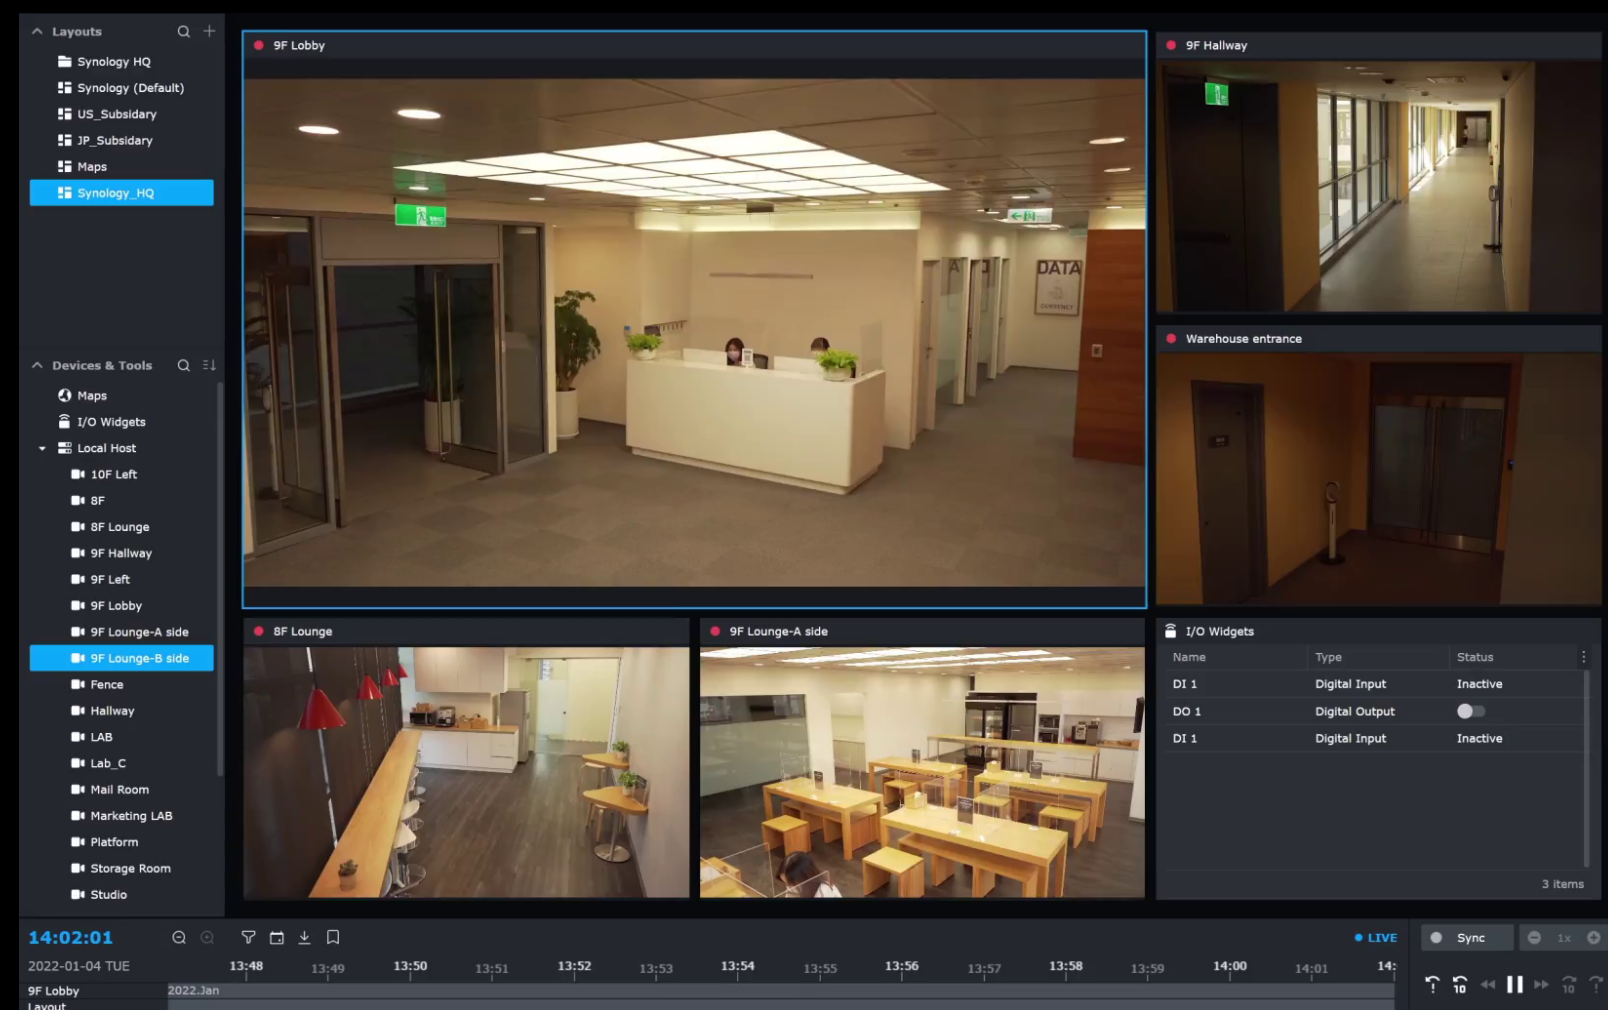 Layouts
Synology HQ
Synology (Default)
US_Subsidary
JP_Subsidary
Maps
Synology_HQ
Devices & Tools
Maps
I/O Widgets
Local Host
10F Left
8F
8F Lounge
9F Hallway
9F Left
9F Lobby
9F Lounge-A side
9F Lounge-B side
Fence
Hallway
LAB
Lab_C
Mail Room
Marketing LAB
Platform
Storage Room
Studio
9F Lobby
DATA
CURRENCY
9F Hallway
Warehouse entrance
8F Lounge
9F Lounge-A side
I/O Widgets
Name Type Status
DI 1 Digital Input Inactive
DO 1 Digital Output
DI 1 Digital Input Inactive
3 items
14:02:01
LIVE
Sync
1x
2022-01-04 TUE
13:48 13:49 13:50 13:51 13:52 13:53 13:54 13:55 13:56 13:57 13:58 13:59 14:00 14:01 14:
10 10
9F Lobby 2022.Jan
Layout